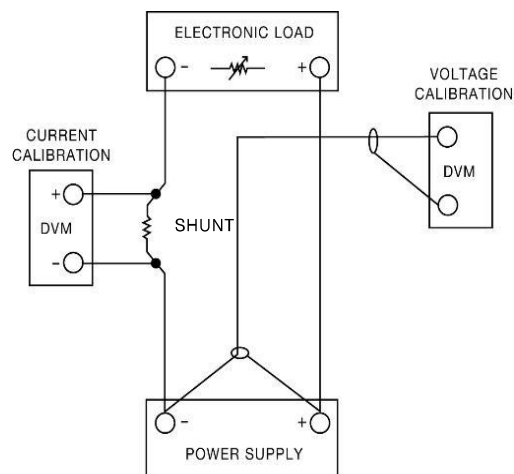 ELECTRONIC LOAD
- +
VOLTAGE
CALIBRATION
CURRENT
CALIBRATION
+
DVM
-
SHUNT
DVM
- +
POWER SUPPLY